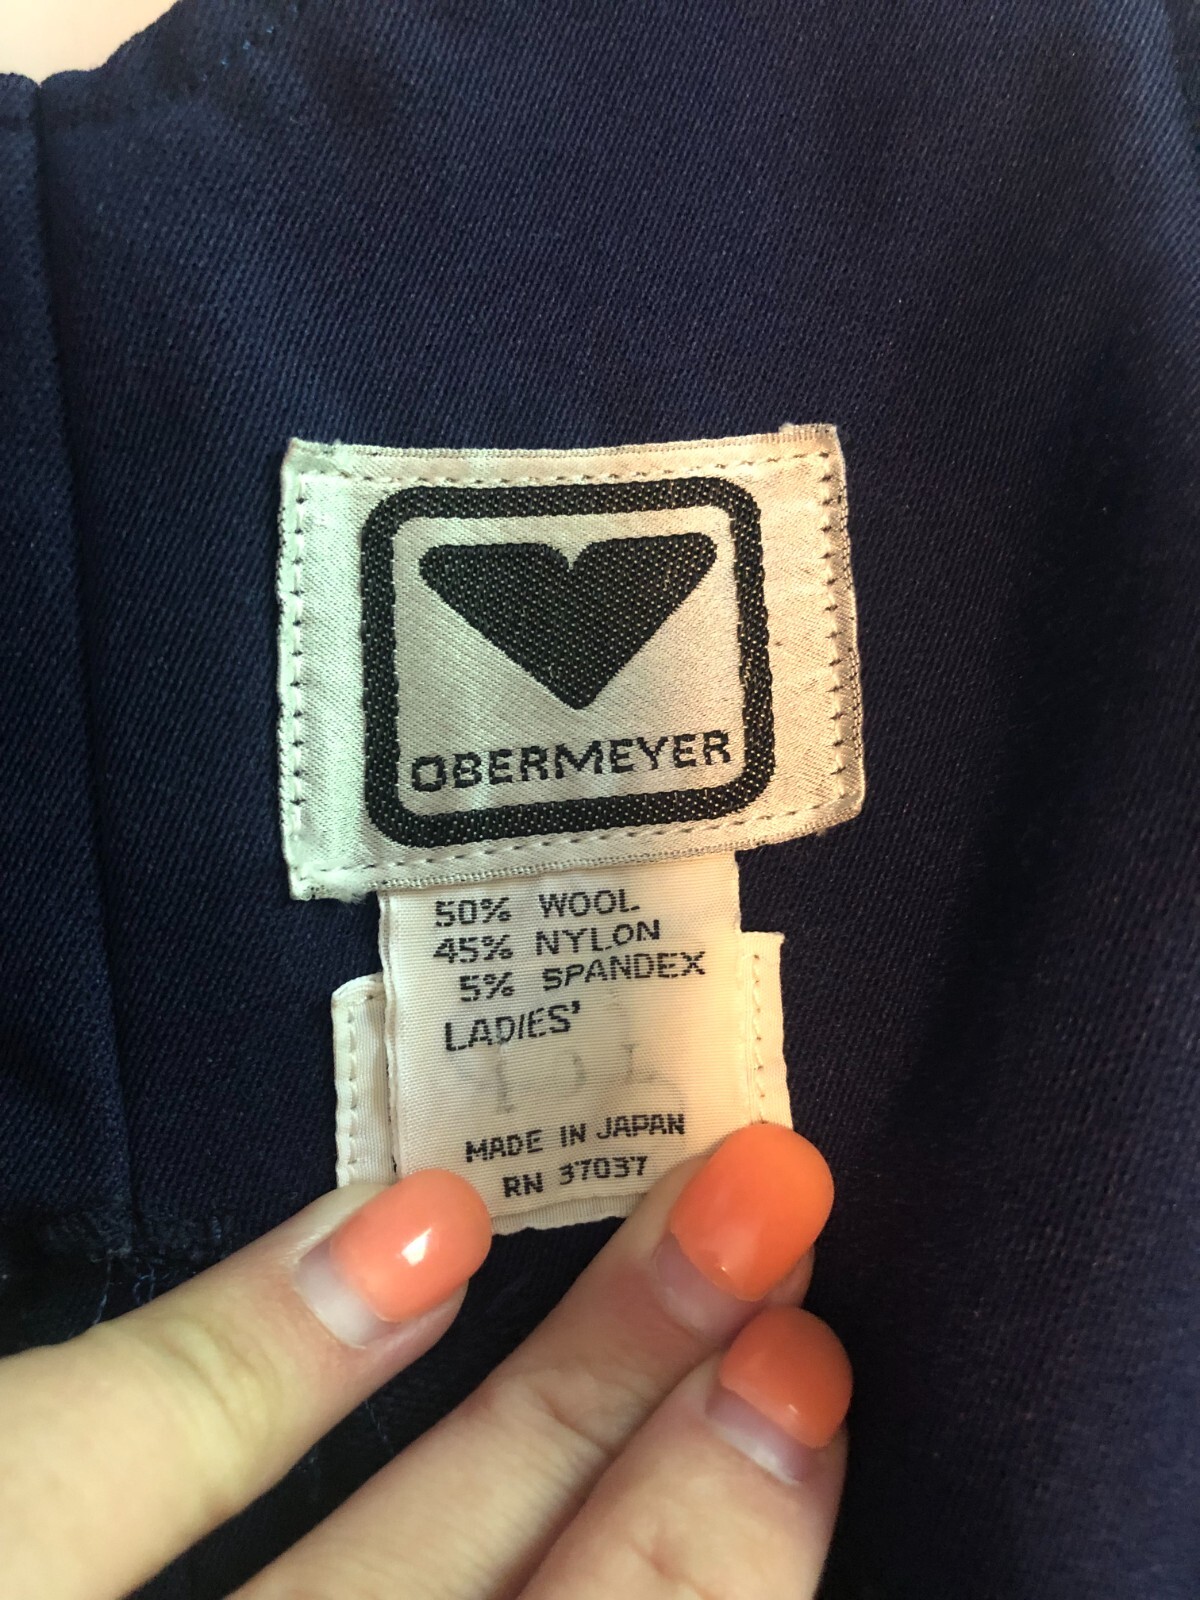 OBERMEYER
50% WOOL
45% NYLON
5% SPANDEX
LADIES'
MADE IN JAPAN
RN 37037